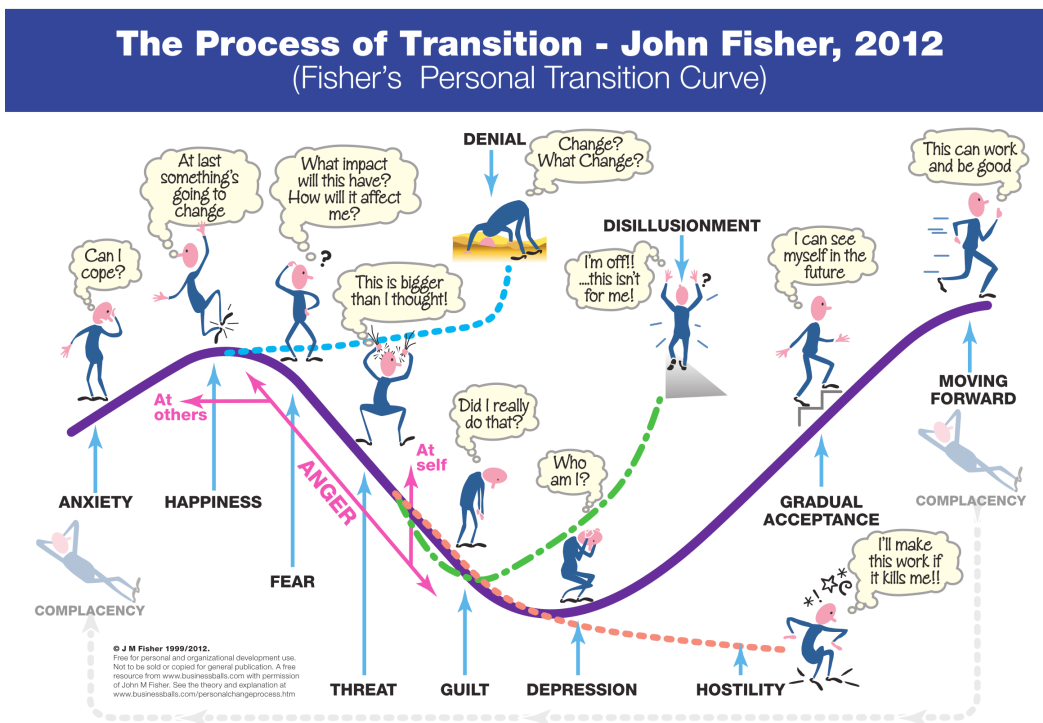 The Process of Transition - John Fisher, 2012
(Fisher's Personal Transition Curve)
DENIAL
Change?
What Change?
At last
something's
going to
change
What impact
will this have?
How will it affect
me?
This can work
and be good
Can I
cope?
?
This is bigger
than I thought!
DISILLUSIONMENT
I'm off!!
....this isn't
for me!
?
I can see
myself in the
future
At
others
ANXIETY
HAPPINESS
ANGER
At
self
Did I really
do that?
Who
am I?
MOVING
FORWARD
GRADUAL
ACCEPTANCE
COMPLACENCY
FEAR
COMPLACENCY
I'll make
this work if
it kills me!!
*!
*
© J M Fisher 1999/2012.
Free for personal and organizational development use.
Not to be sold or copied for general publication. A free
resource from www.businessballs.com with permission
of John M Fisher. See the theory and explanation at
www.businessballs.com/personalchangeprocess.htm
THREAT
GUILT
DEPRESSION
HOSTILITY